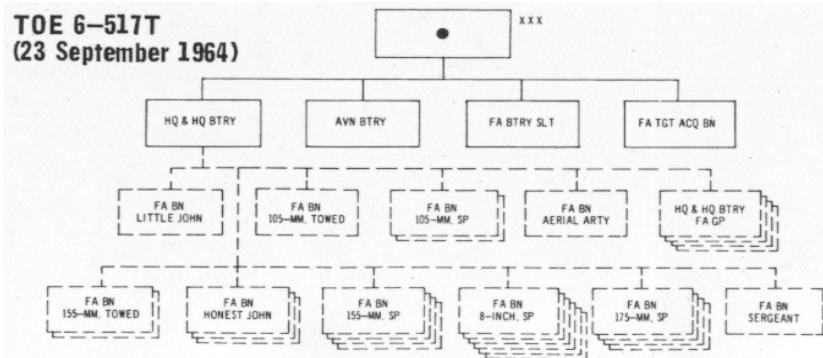 TOE 6-517T
(23 September 1964)
XXX
HQ & HQ BTRY
AVN BTRY
FA BTRY SLT
FA TGT ACQ BN
FA BN
LITTLE JOHN
FA BN
105-MM, TOWED
FA BN
105-MM, SP
FA BN
AERIAL ARTY
HQ & HQ BTRY
FA GP
FA BN
155-MM, TOWED
FA BN
HONEST JOHN
FA BN
155-MM, SP
FA BN
8-INCH, SP
FA BN
175-MM, SP
FA BN
SERGEANT